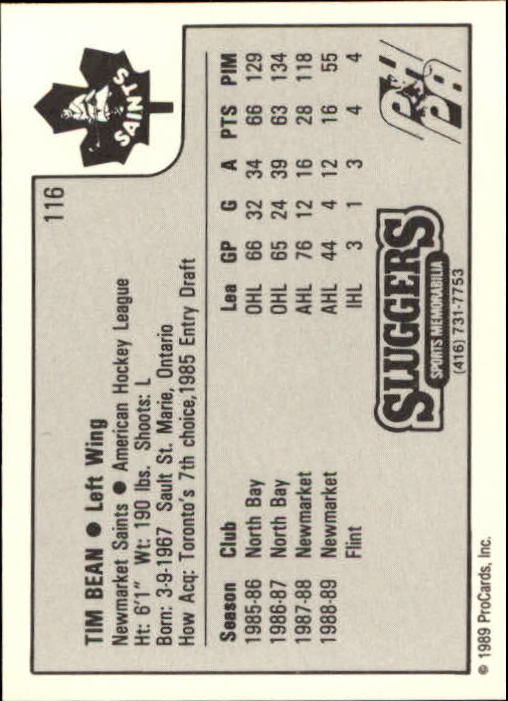 116
SAINTS
TIM BEAN ● Left Wing
Newmarket Saints ● American Hockey League
Ht: 6'1" Wt: 190 lbs. Shoots: L
Born: 3-9-1967 Sault St. Marie, Ontario
How Acq: Toronto's 7th choice,1985 Entry Draft
Season Club Lea GP G A PTS PIM
1985-86 North Bay OHL 66 32 34 66 129
1986-87 North Bay OHL 65 24 39 63 134
1987-88 Newmarket AHL 76 12 16 28 118
1988-89 Newmarket AHL 44 4 12 16 55
Flint IHL 3 1 3 4 4
SLUGGERS
SPORTS MEMORABILIA
(416) 731-7753
PHPA
© 1989 ProCards, Inc.